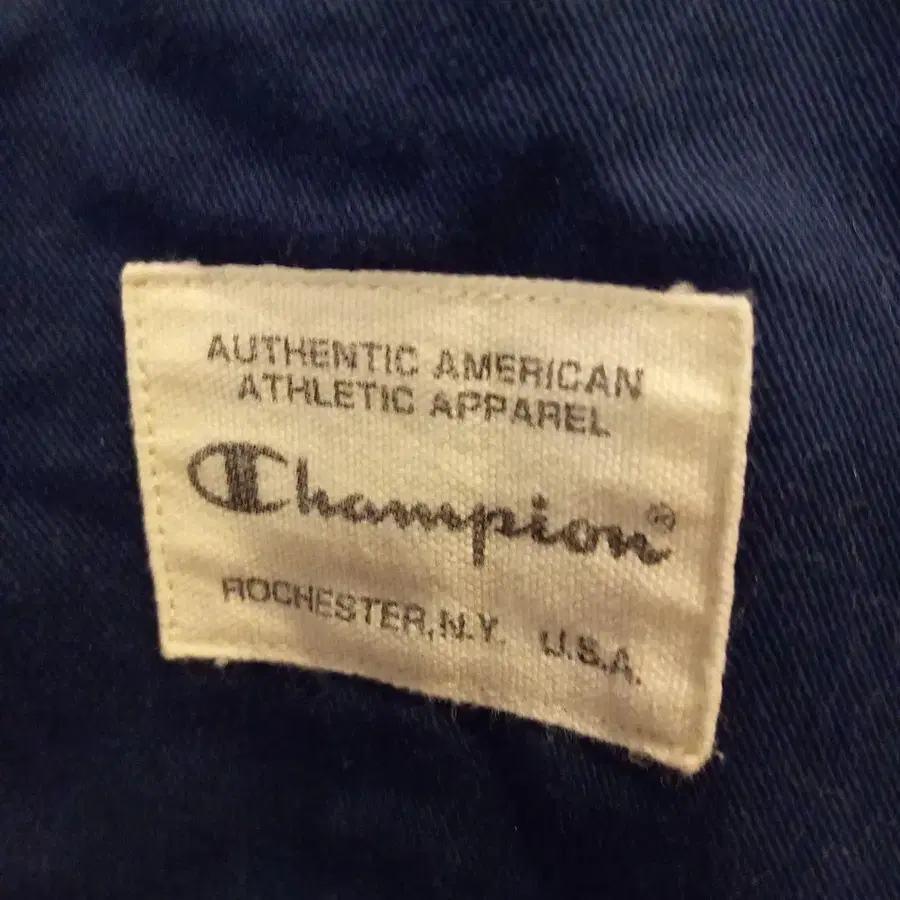 AUTHENTIC AMERICAN
ATHLETIC APPAREL
Champion®
ROCHESTER, N.Y. U.S.A.